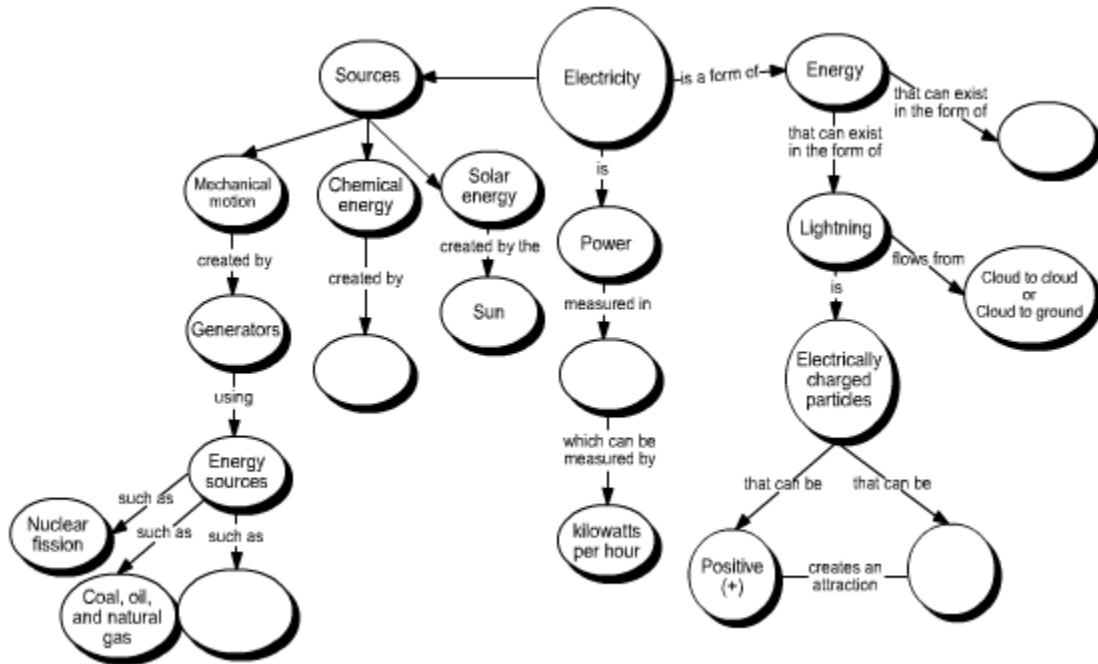 Electricity
Sources
is a form of
Energy
that can exist
in the form of
that can exist
in the form of
is
Mechanical
motion
Chemical
energy
Solar
energy
Power
Lightning
created by
created by
created by the
measured in
flows from
is
Cloud to cloud
or
Cloud to ground
Generators
Sun
Electrically
charged
particles
using
which can be
measured by
Energy
sources
such as
such as
such as
that can be
that can be
Nuclear
fission
kilowatts
per hour
Positive
(+)
creates an
attraction
Coal, oil,
and natural
gas